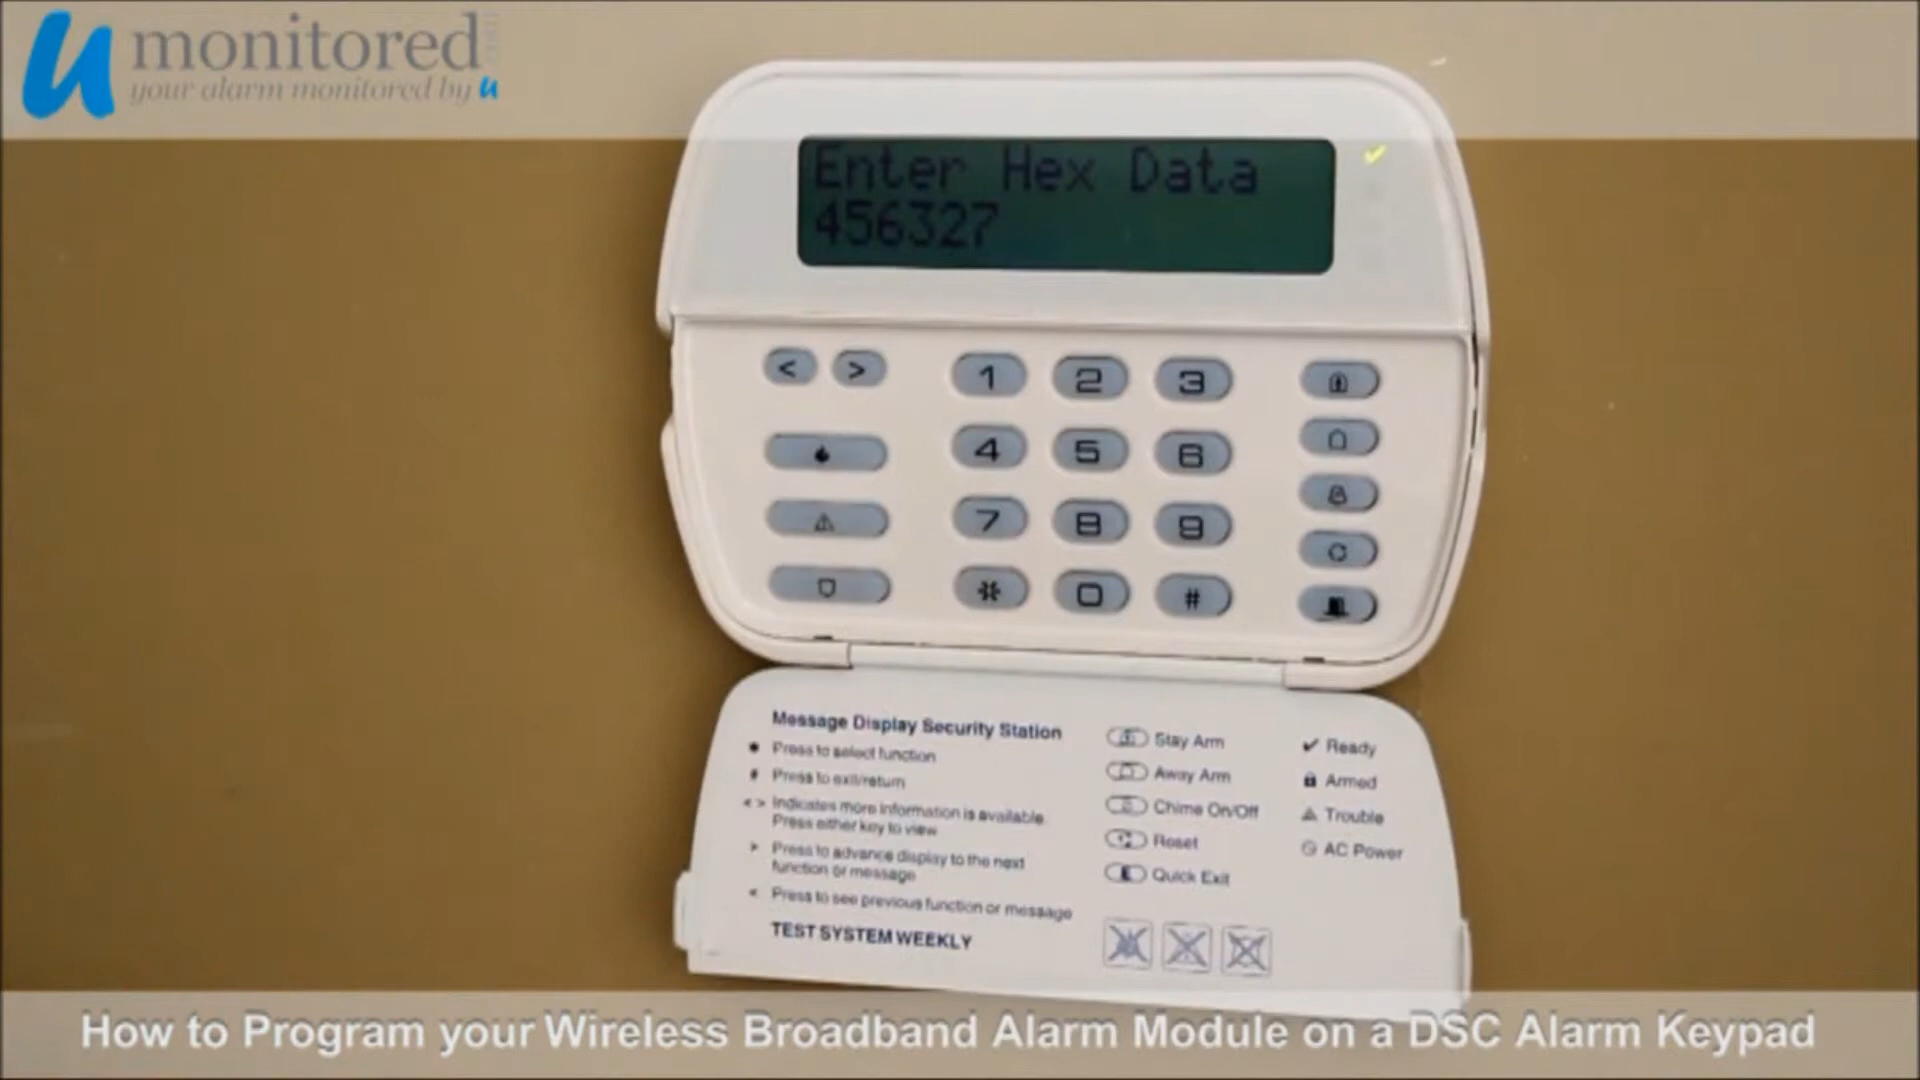 u monitored
your alarm monitored by u
Enter Hex Data
456327
< > 1 2 3
4 5 6
7 8 9
* 0 #
Message Display Security Station
* Press to select function
# Press to exit/return
< > Indicates more information is available
Press either key to view
> Press to advance display to the next
function or message
< Press to see previous function or message
TEST SYSTEM WEEKLY
Stay Arm
Away Arm
Chime On/Off
Reset
Quick Exit
Ready
Armed
Trouble
AC Power
How to Program your Wireless Broadband Alarm Module on a DSC Alarm Keypad